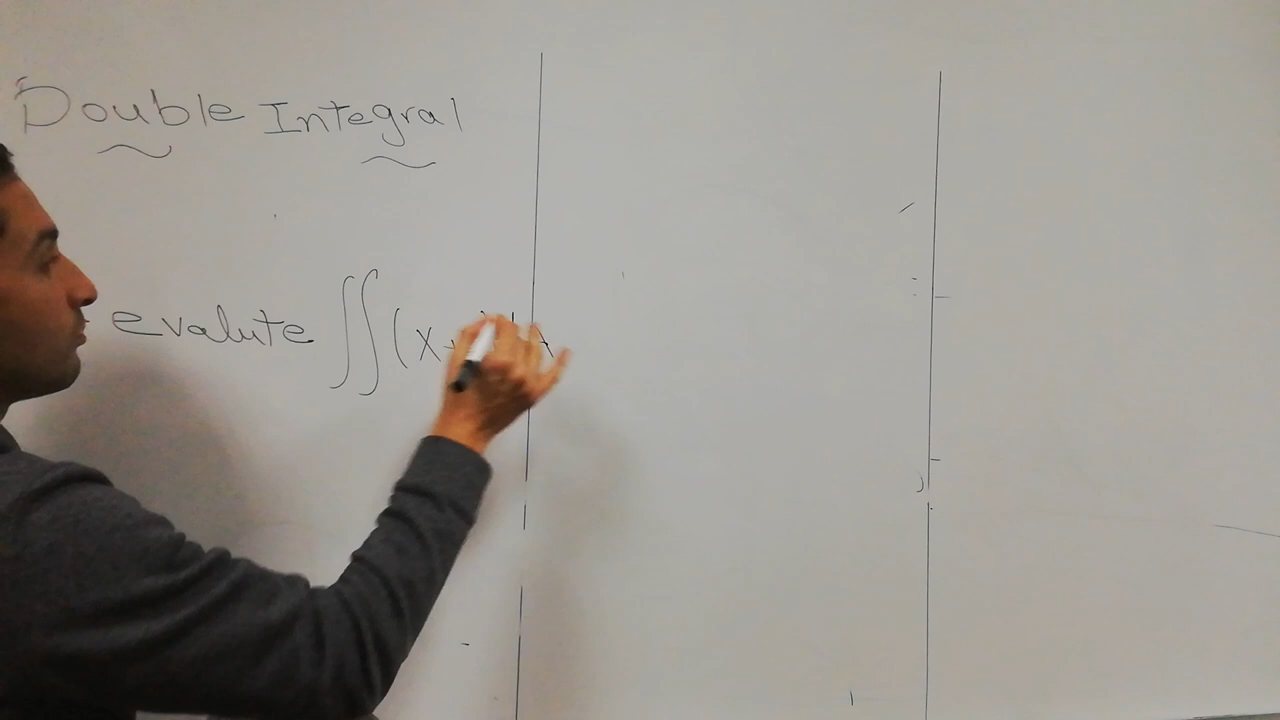 Double Integral
evalute ∬(x